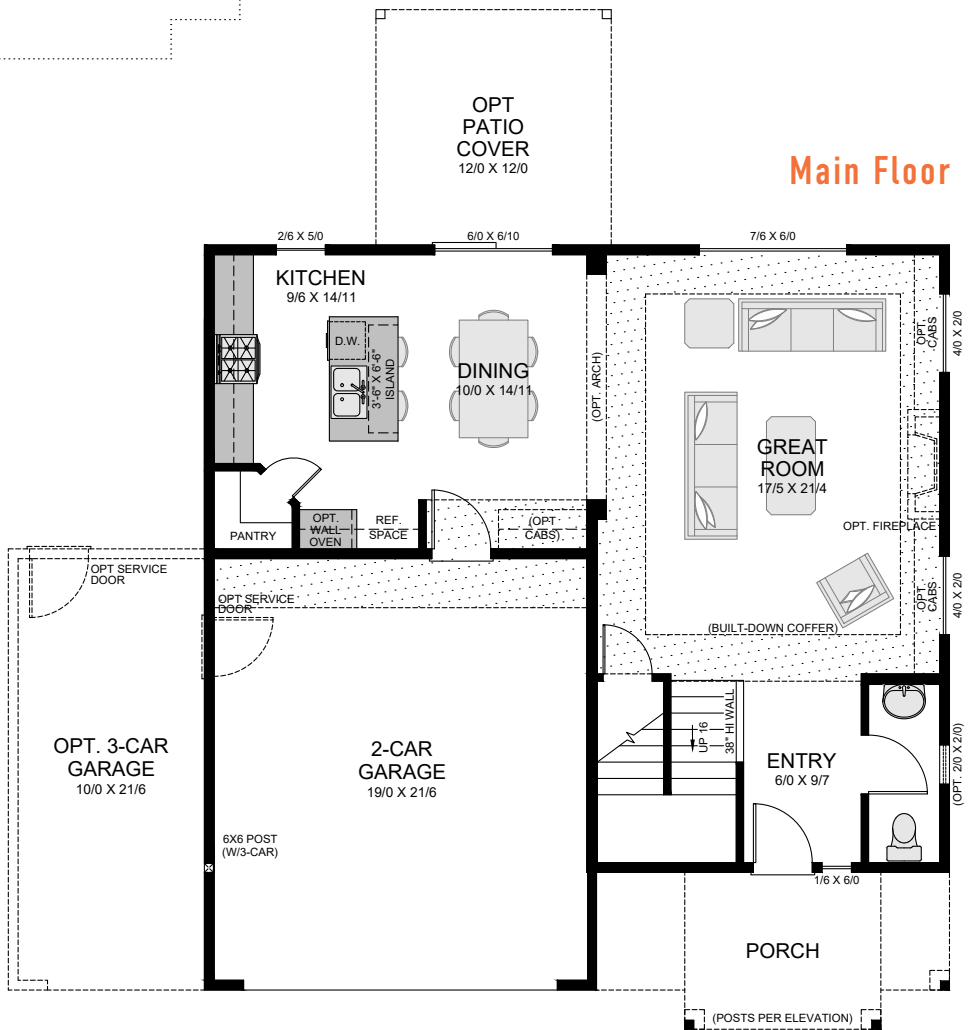 OPT
PATIO
COVER
12/0 X 12/0
Main Floor
2/6 X 5/0
6/0 X 6/10
7/6 X 6/0
KITCHEN
9/6 X 14/11
D.W.
3'-6" X 6'-6"
ISLAND
DINING
10/0 X 14/11
(OPT. ARCH)
OPT.
CABS
4/0 X 2/0
GREAT
ROOM
17/5 X 21/4
OPT. FIREPLACE
PANTRY
OPT.
WALL
OVEN
REF.
SPACE
(OPT
CABS)
OPT.
CABS
4/0 X 2/0
(BUILT-DOWN COFFER)
OPT SERVICE
DOOR
OPT SERVICE
DOOR
OPT. 3-CAR
GARAGE
10/0 X 21/6
2-CAR
GARAGE
19/0 X 21/6
UP 16
38" HI WALL
ENTRY
6/0 X 9/7
(OPT. 2/0 X 2/0)
6X6 POST
(W/3-CAR)
1/6 X 6/0
PORCH
(POSTS PER ELEVATION)